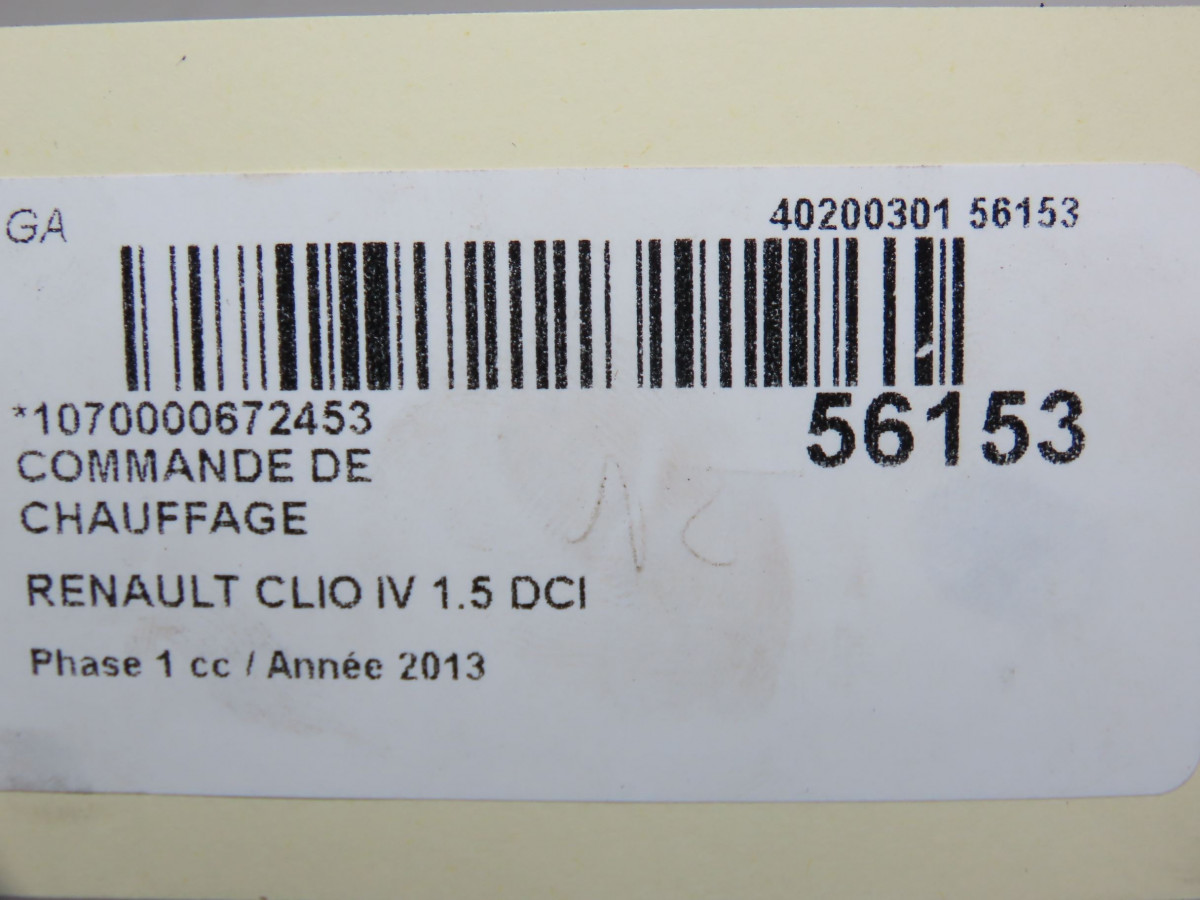 GA
40200301 56153
*1070000672453
56153
COMMANDE DE
CHAUFFAGE
RENAULT CLIO IV 1.5 DCI
Phase 1 cc / Année 2013